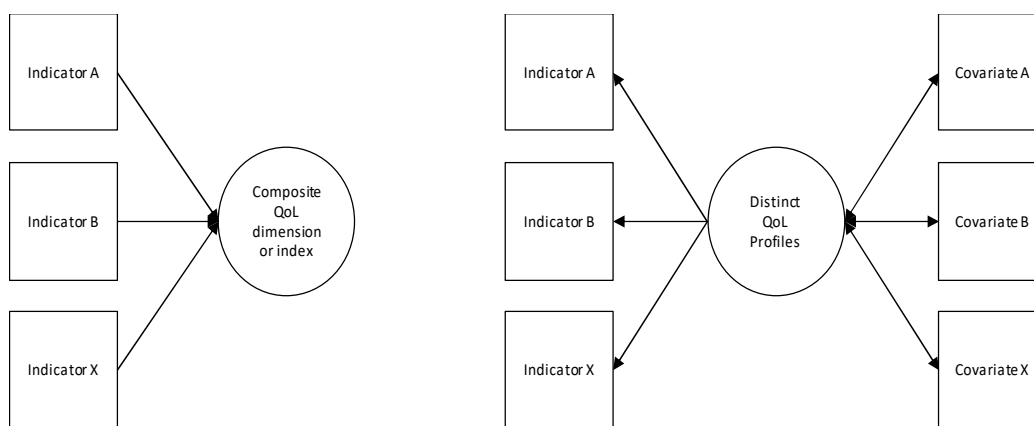 Indicator A
Indicator B
Indicator X
Composite
QoL
dimension
or index
Indicator A
Indicator B
Indicator X
Distinct
QoL
Profiles
Covariate A
Covariate B
Covariate X